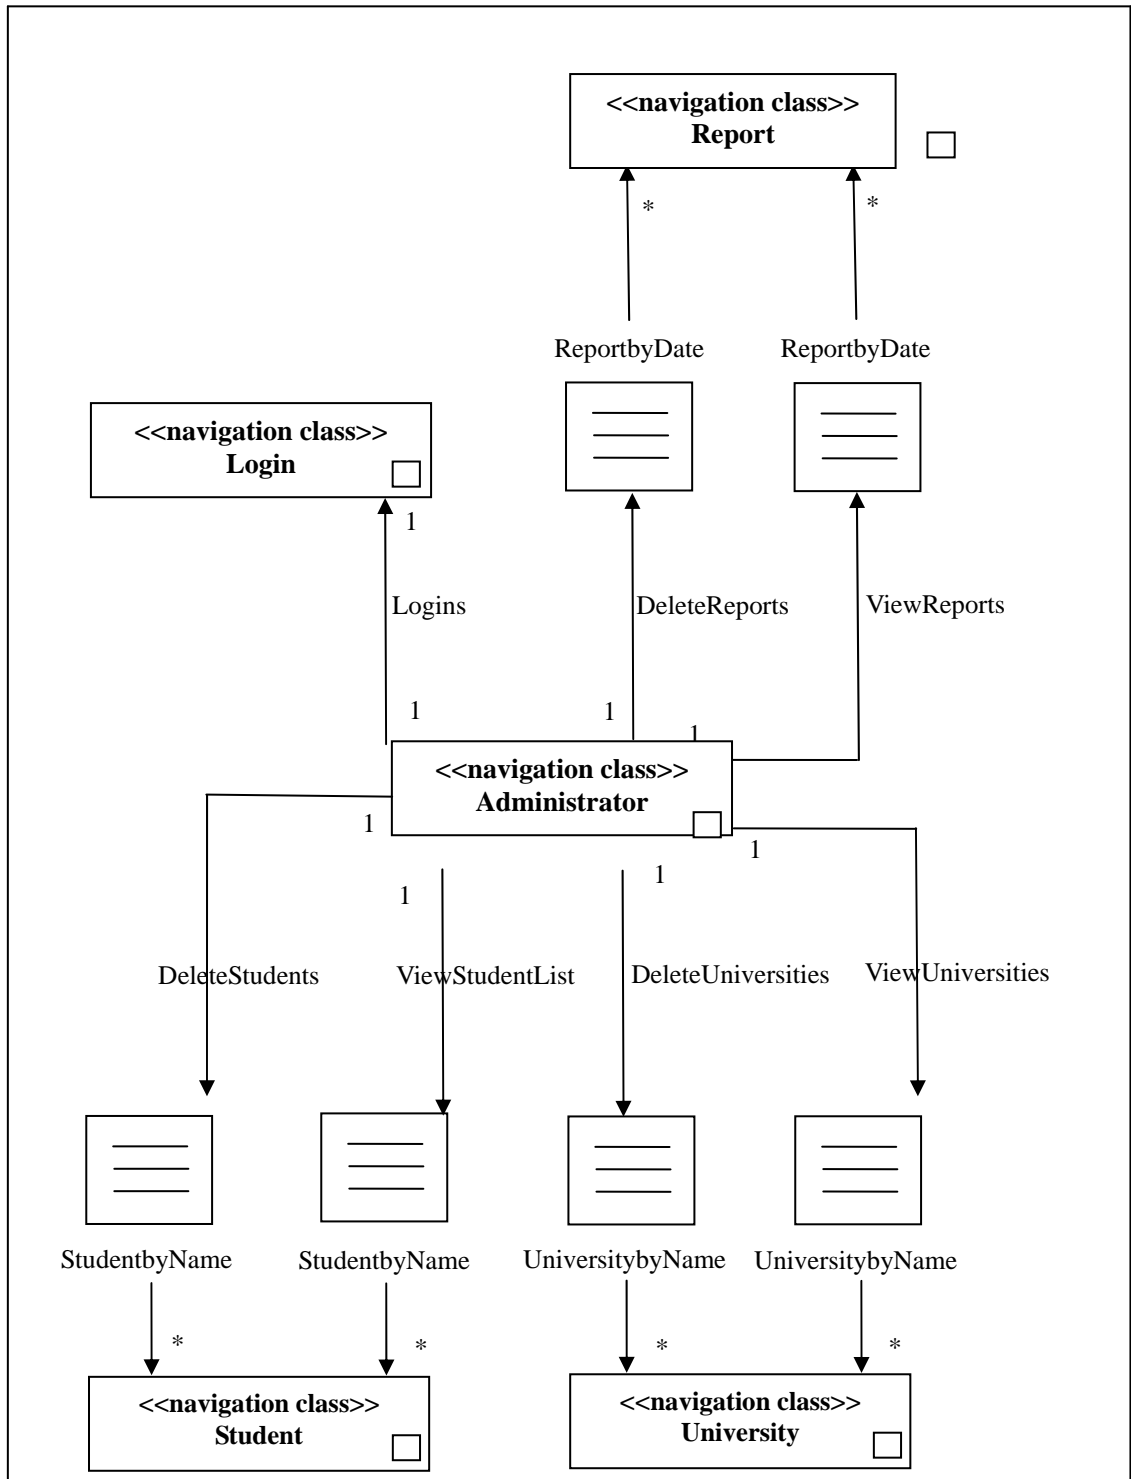 <<navigation class>>
Report
*
*
ReportbyDate
ReportbyDate
<<navigation class>>
Login
1
Logins
DeleteReports
ViewReports
1
1
1
<<navigation class>>
Administrator
1
1
1
1
DeleteStudents
ViewStudentList
DeleteUniversities
ViewUniversities
StudentbyName
StudentbyName
UniversitybyName
UniversitybyName
*
*
*
*
<<navigation class>>
Student
<<navigation class>>
University